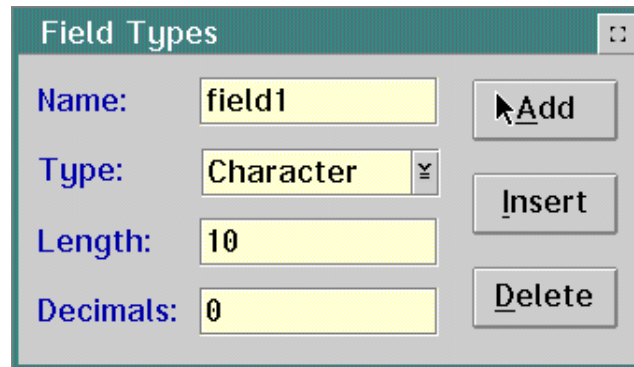 Field Types
Name: field1
Type: Character
Length: 10
Decimals: 0
Add
Insert
Delete